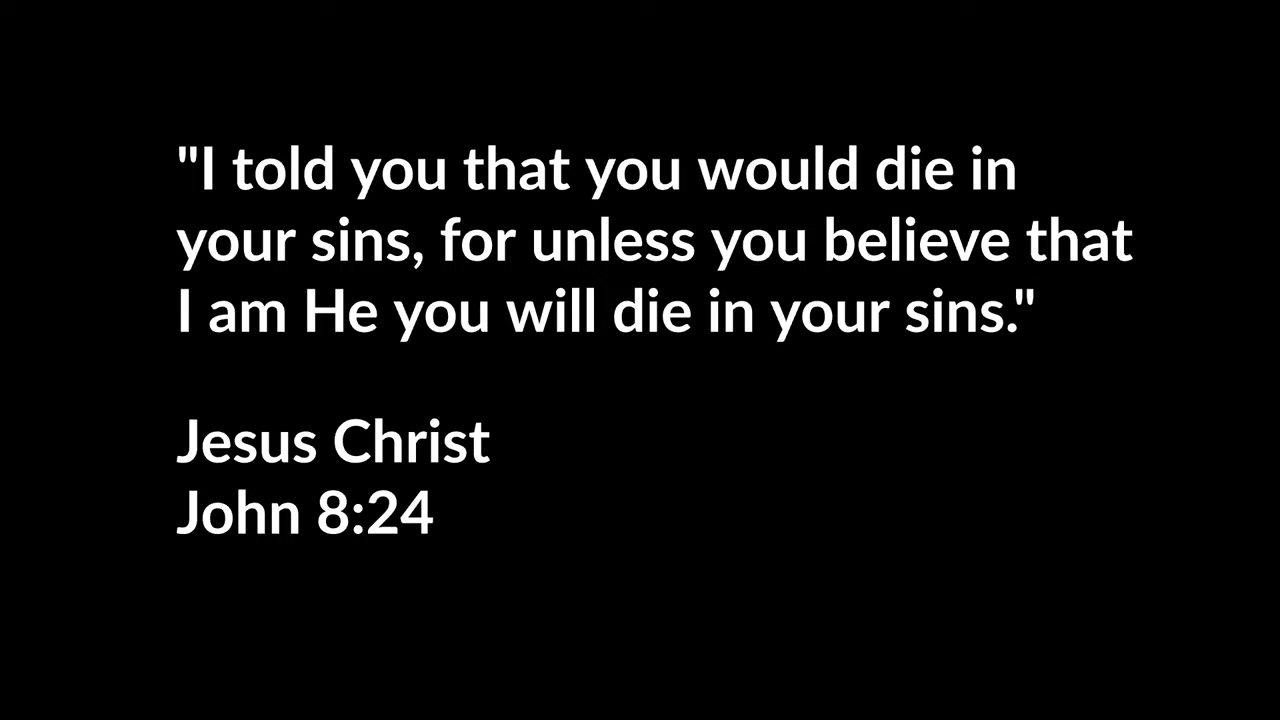 "I told you that you would die in
your sins, for unless you believe that
I am He you will die in your sins."
Jesus Christ
John 8:24